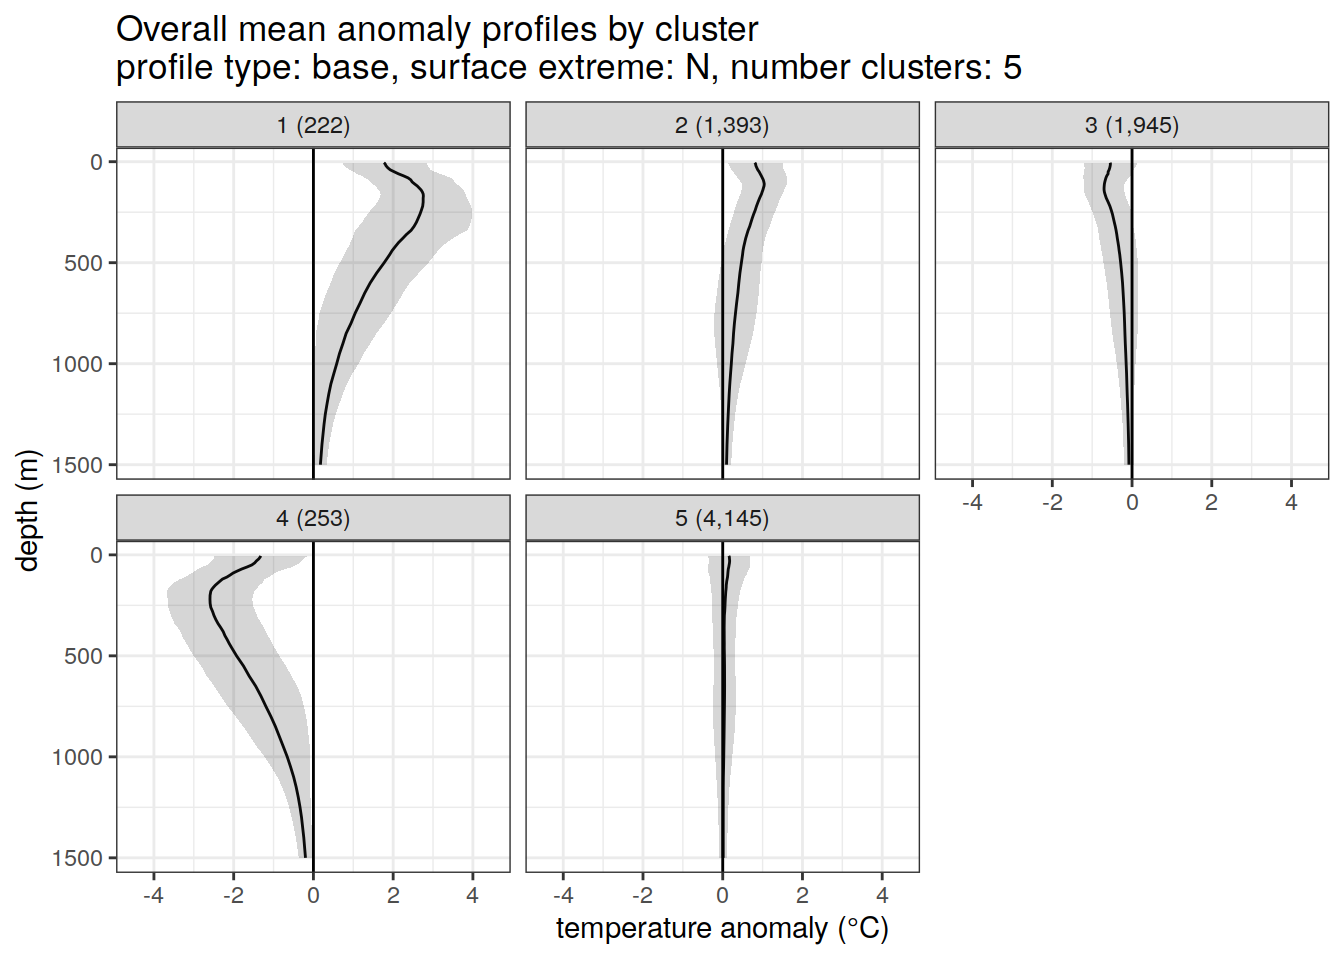 Overall mean anomaly profiles by cluster
profile type: base, surface extreme: N, number clusters: 5
1 (222)
2 (1,393)
3 (1,945)
0
500
1000
1500
-4 -2 0 2 4
4 (253)
5 (4,145)
0
500
1000
1500
-4 -2 0 2 4
-4 -2 0 2 4
depth (m)
temperature anomaly (°C)